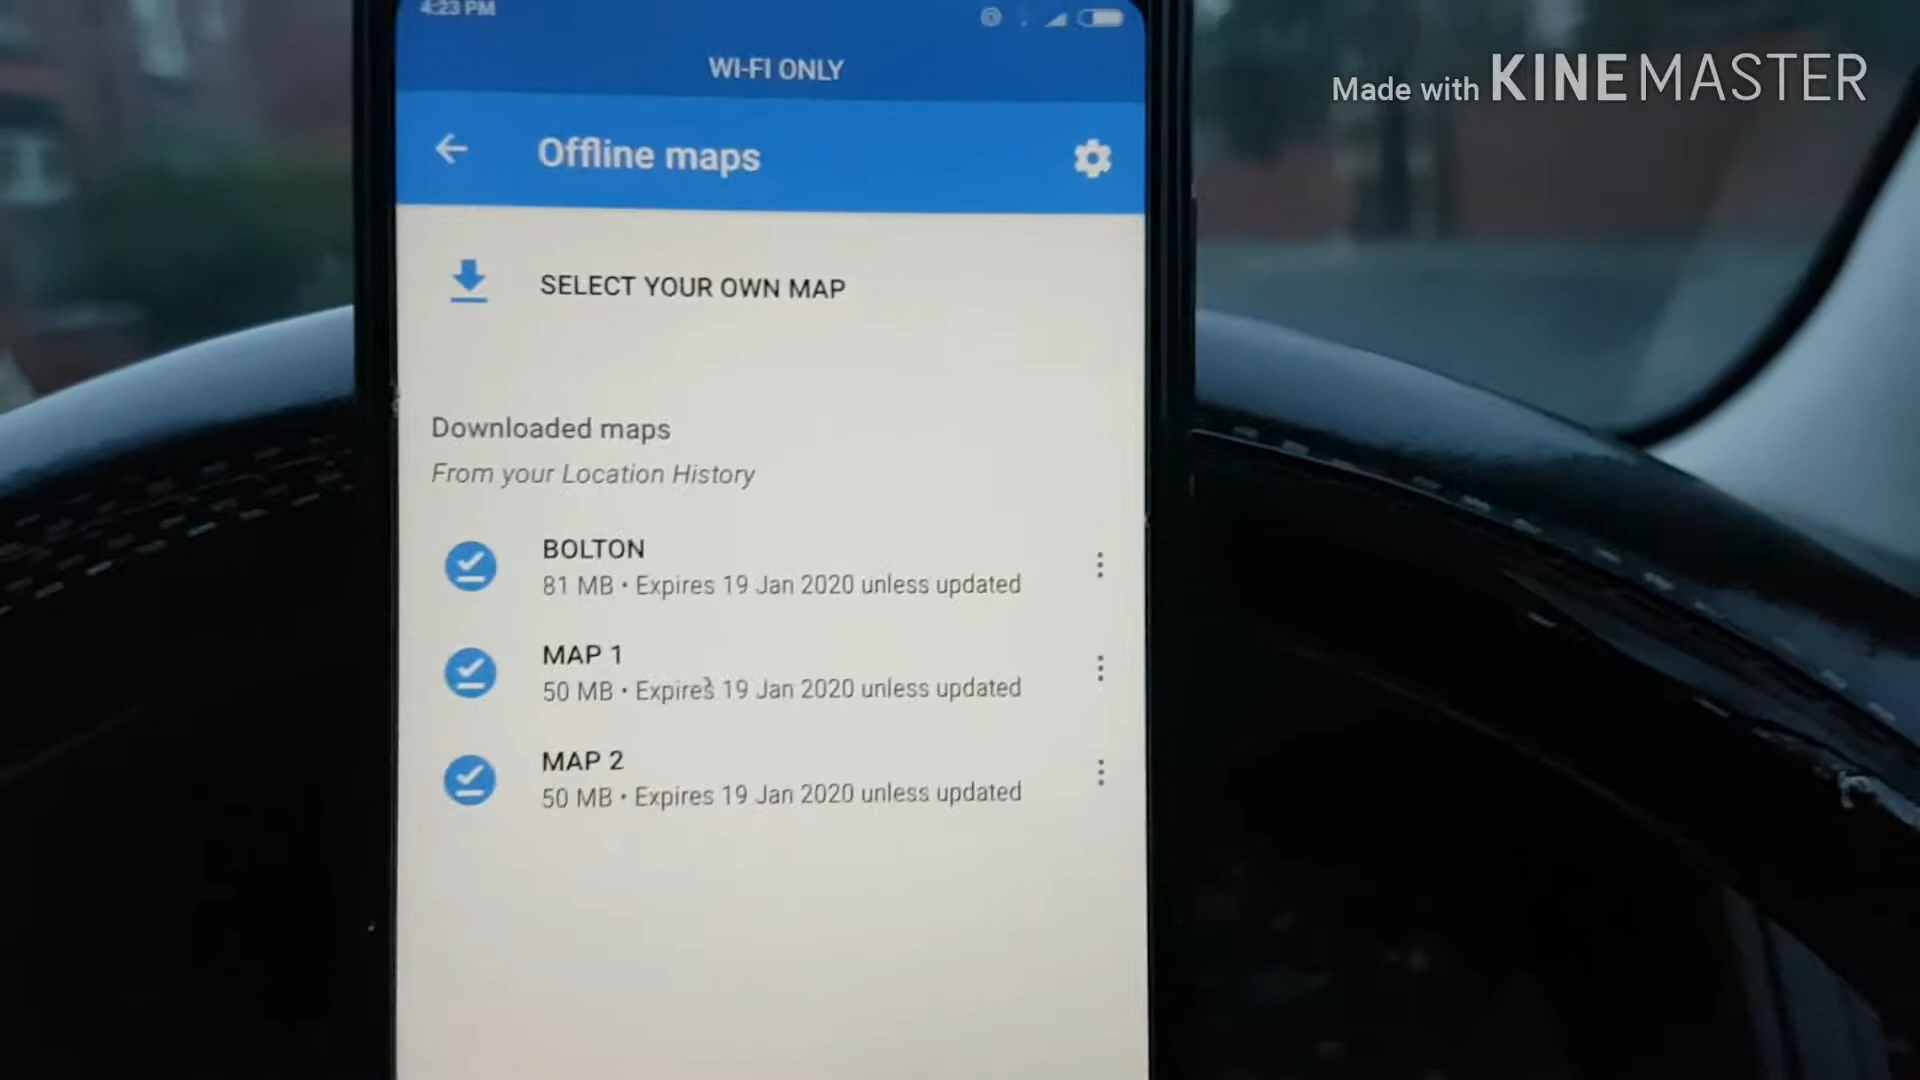 4:23 PM
WI-FI ONLY
Made with KINEMASTER
Offline maps
SELECT YOUR OWN MAP
Downloaded maps
From your Location History
BOLTON
81 MB • Expires 19 Jan 2020 unless updated
MAP 1
50 MB • Expires 19 Jan 2020 unless updated
MAP 2
50 MB • Expires 19 Jan 2020 unless updated